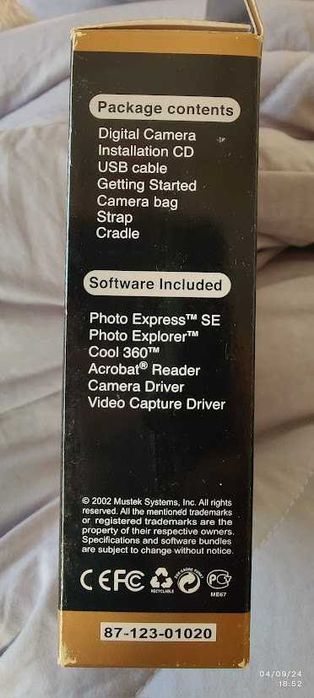 Package contents
Digital Camera
Installation CD
USB cable
Getting Started
Camera bag
Strap
Cradle
Software Included
Photo Express™ SE
Photo Explorer™
Cool 360™
Acrobat® Reader
Camera Driver
Video Capture Driver
© 2002 Mustek Systems, Inc. All rights
reserved. All the mentioned trademarks
or registered trademarks are the
property of their respective owners.
Specifications and software bundles
are subject to change without notice.
CE FC RECYCLABLE PC
ME67
87-123-01020
04/09/24
18:52